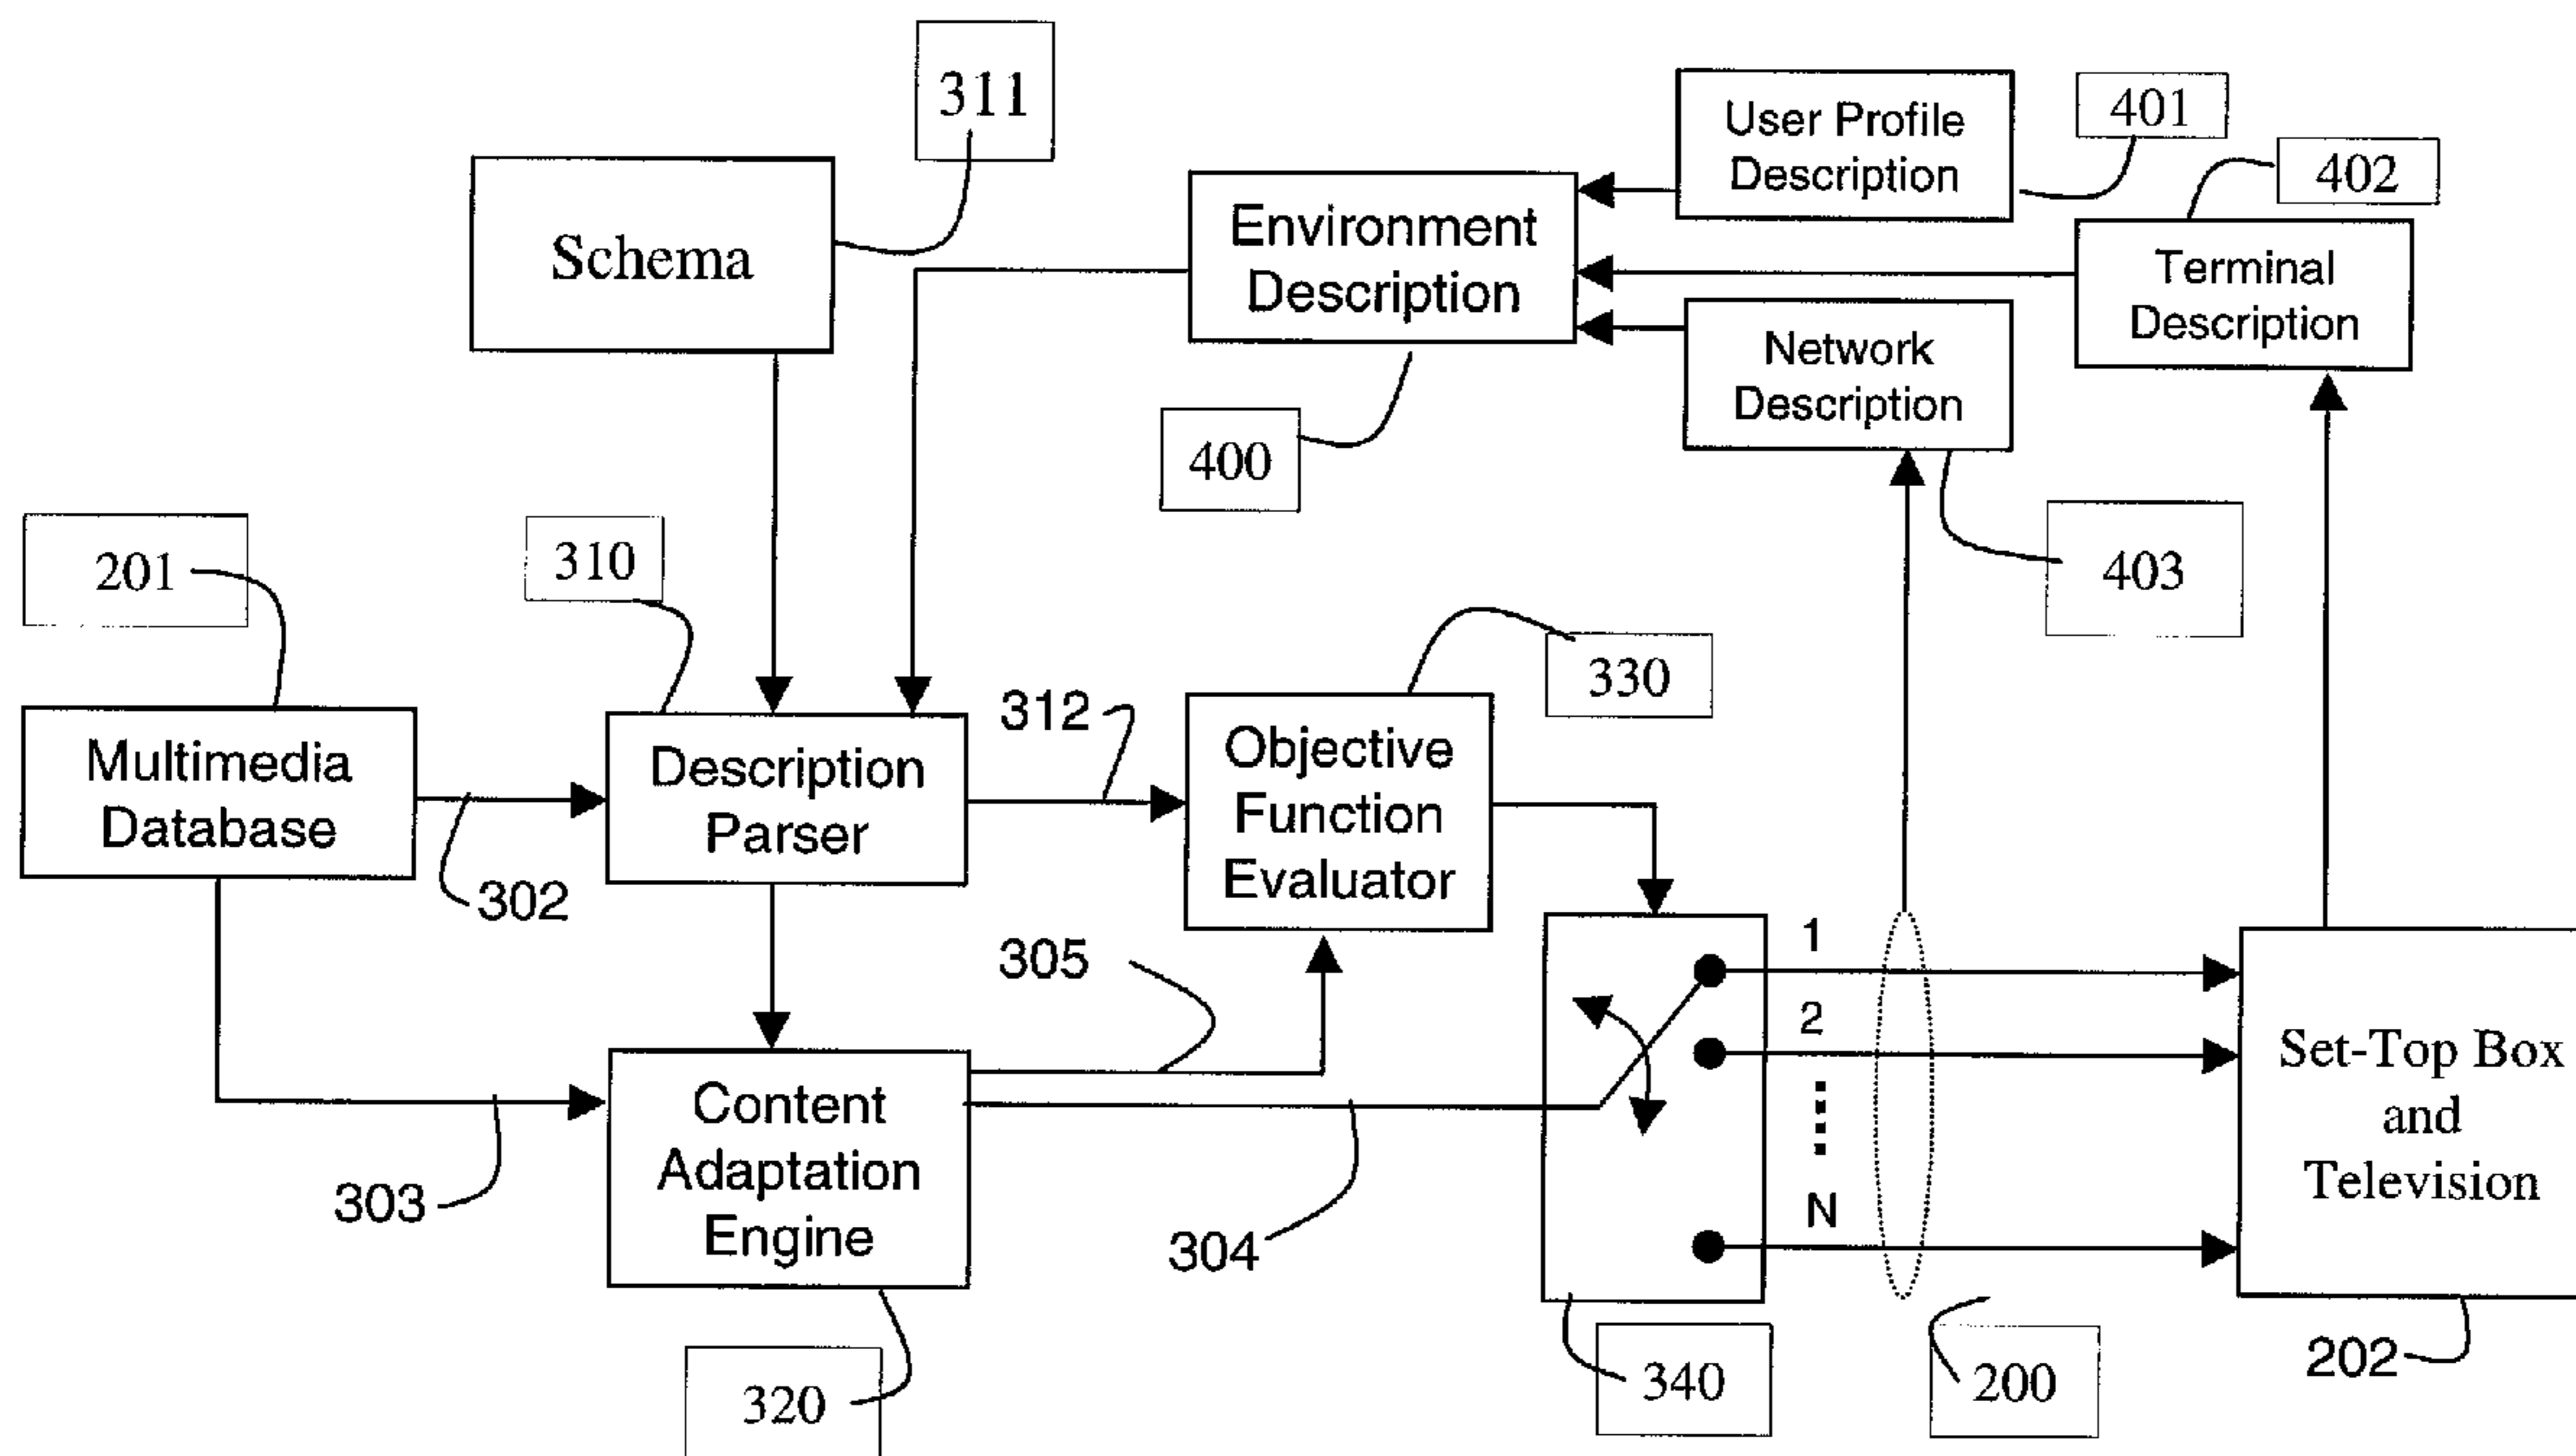 311
Schema
User Profile
Description
401
402
Environment
Description
Terminal
Description
Network
Description
400
403
201
310
330
312
Multimedia
Database
Description
Parser
Objective
Function
Evaluator
302
305
1
2
N
Set-Top Box
and
Television
Content
Adaptation
Engine
303
304
320
340
200
202